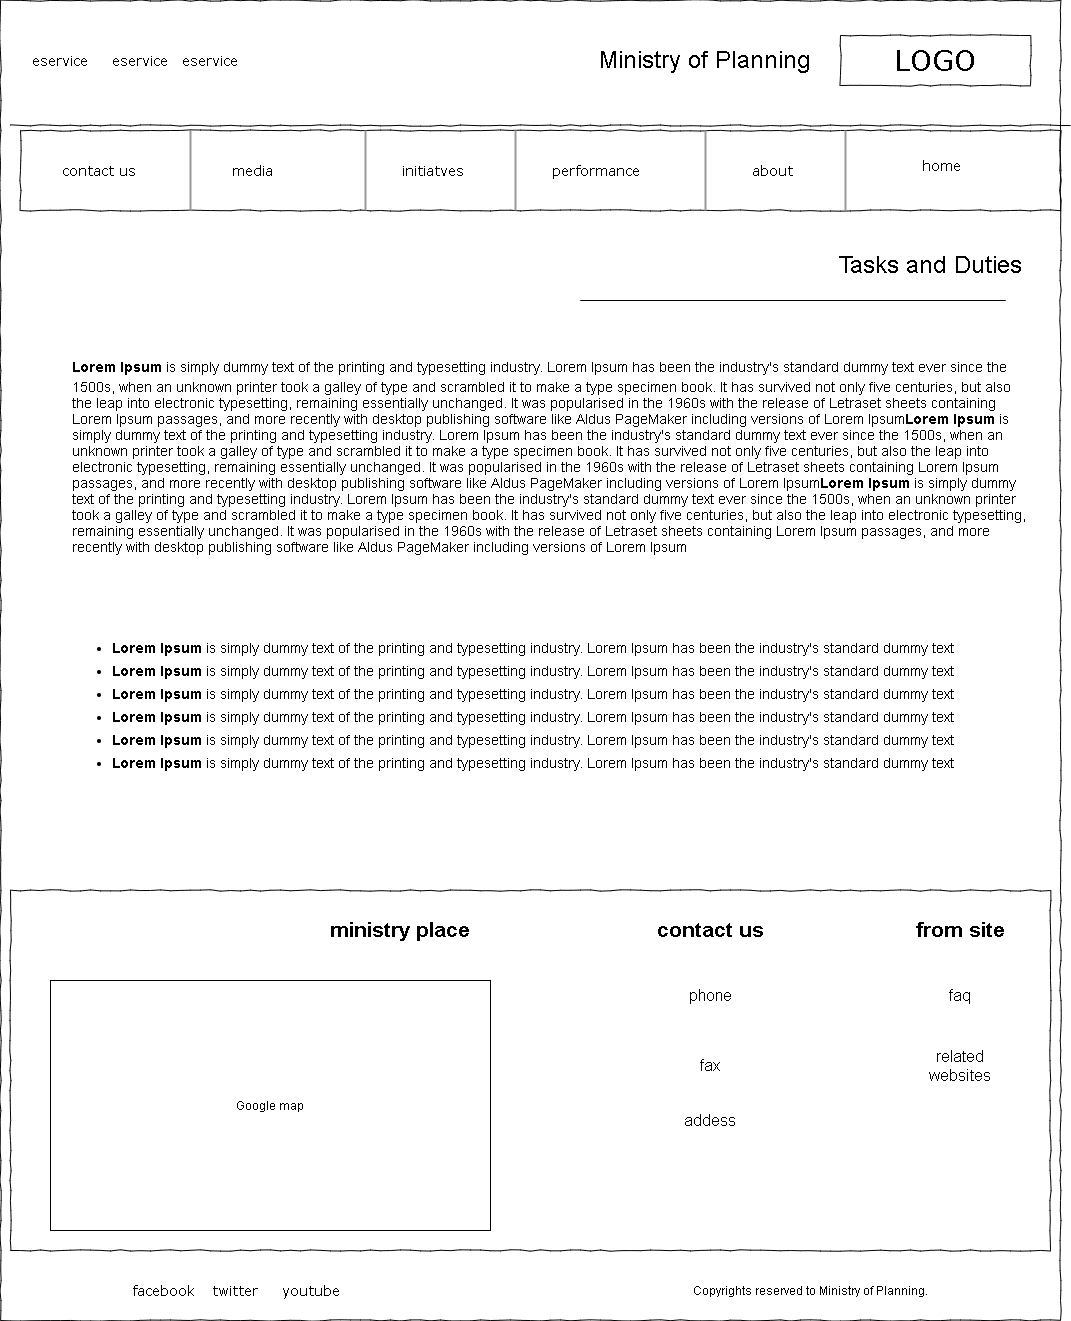 eservice eservice eservice
Ministry of Planning
LOGO
contact us media initiatves performance about home
Tasks and Duties
Lorem Ipsum is simply dummy text of the printing and typesetting industry. Lorem Ipsum has been the industry's standard dummy text ever since the
1500s, when an unknown printer took a galley of type and scrambled it to make a type specimen book. It has survived not only five centuries, but also
the leap into electronic typesetting, remaining essentially unchanged. It was popularised in the 1960s with the release of Letraset sheets containing
Lorem Ipsum passages, and more recently with desktop publishing software like Aldus PageMaker including versions of Lorem IpsumLorem Ipsum is
simply dummy text of the printing and typesetting industry. Lorem Ipsum has been the industry's standard dummy text ever since the 1500s, when an
unknown printer took a galley of type and scrambled it to make a type specimen book. It has survived not only five centuries, but also the leap into
electronic typesetting, remaining essentially unchanged. It was popularised in the 1960s with the release of Letraset sheets containing Lorem Ipsum
passages, and more recently with desktop publishing software like Aldus PageMaker including versions of Lorem IpsumLorem Ipsum is simply dummy
text of the printing and typesetting industry. Lorem Ipsum has been the industry's standard dummy text ever since the 1500s, when an unknown printer
took a galley of type and scrambled it to make a type specimen book. It has survived not only five centuries, but also the leap into electronic typesetting,
remaining essentially unchanged. It was popularised in the 1960s with the release of Letraset sheets containing Lorem Ipsum passages, and more
recently with desktop publishing software like Aldus PageMaker including versions of Lorem Ipsum
• Lorem Ipsum is simply dummy text of the printing and typesetting industry. Lorem Ipsum has been the industry's standard dummy text
• Lorem Ipsum is simply dummy text of the printing and typesetting industry. Lorem Ipsum has been the industry's standard dummy text
• Lorem Ipsum is simply dummy text of the printing and typesetting industry. Lorem Ipsum has been the industry's standard dummy text
• Lorem Ipsum is simply dummy text of the printing and typesetting industry. Lorem Ipsum has been the industry's standard dummy text
• Lorem Ipsum is simply dummy text of the printing and typesetting industry. Lorem Ipsum has been the industry's standard dummy text
• Lorem Ipsum is simply dummy text of the printing and typesetting industry. Lorem Ipsum has been the industry's standard dummy text
ministry place
Google map
contact us
phone
fax
addess
from site
faq
related
websites
facebook twitter youtube
Copyrights reserved to Ministry of Planning.